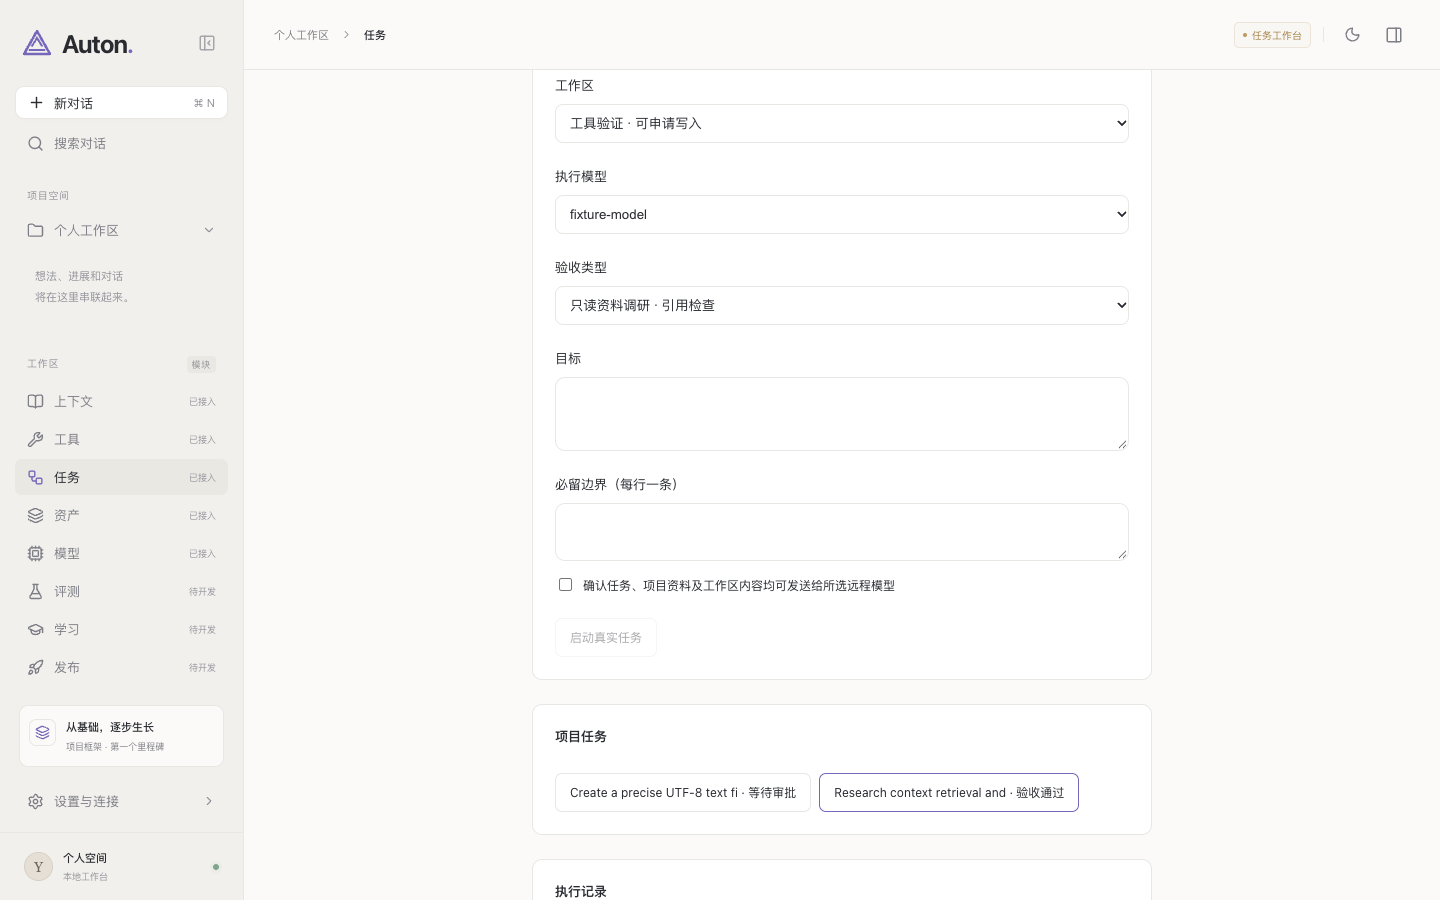 Auton.
新对话
⌘ N
搜索对话
项目空间
个人工作区
想法、进展和对话
将在这里串联起来。
工作区
模块
上下文
已接入
工具
已接入
任务
已接入
资产
已接入
模型
已接入
评测
待开发
学习
待开发
发布
待开发
从基础，逐步生长
项目框架 · 第一个里程碑
设置与连接
Y
个人空间
本地工作台
个人工作区
任务
任务工作台
工作区
工具验证 · 可申请写入
执行模型
fixture-model
验收类型
只读资料调研 · 引用检查
目标
必留边界（每行一条）
确认任务、项目资料及工作区内容均可发送给所选远程模型
启动真实任务
项目任务
Create a precise UTF-8 text fi · 等待审批
Research context retrieval and · 验收通过
执行记录